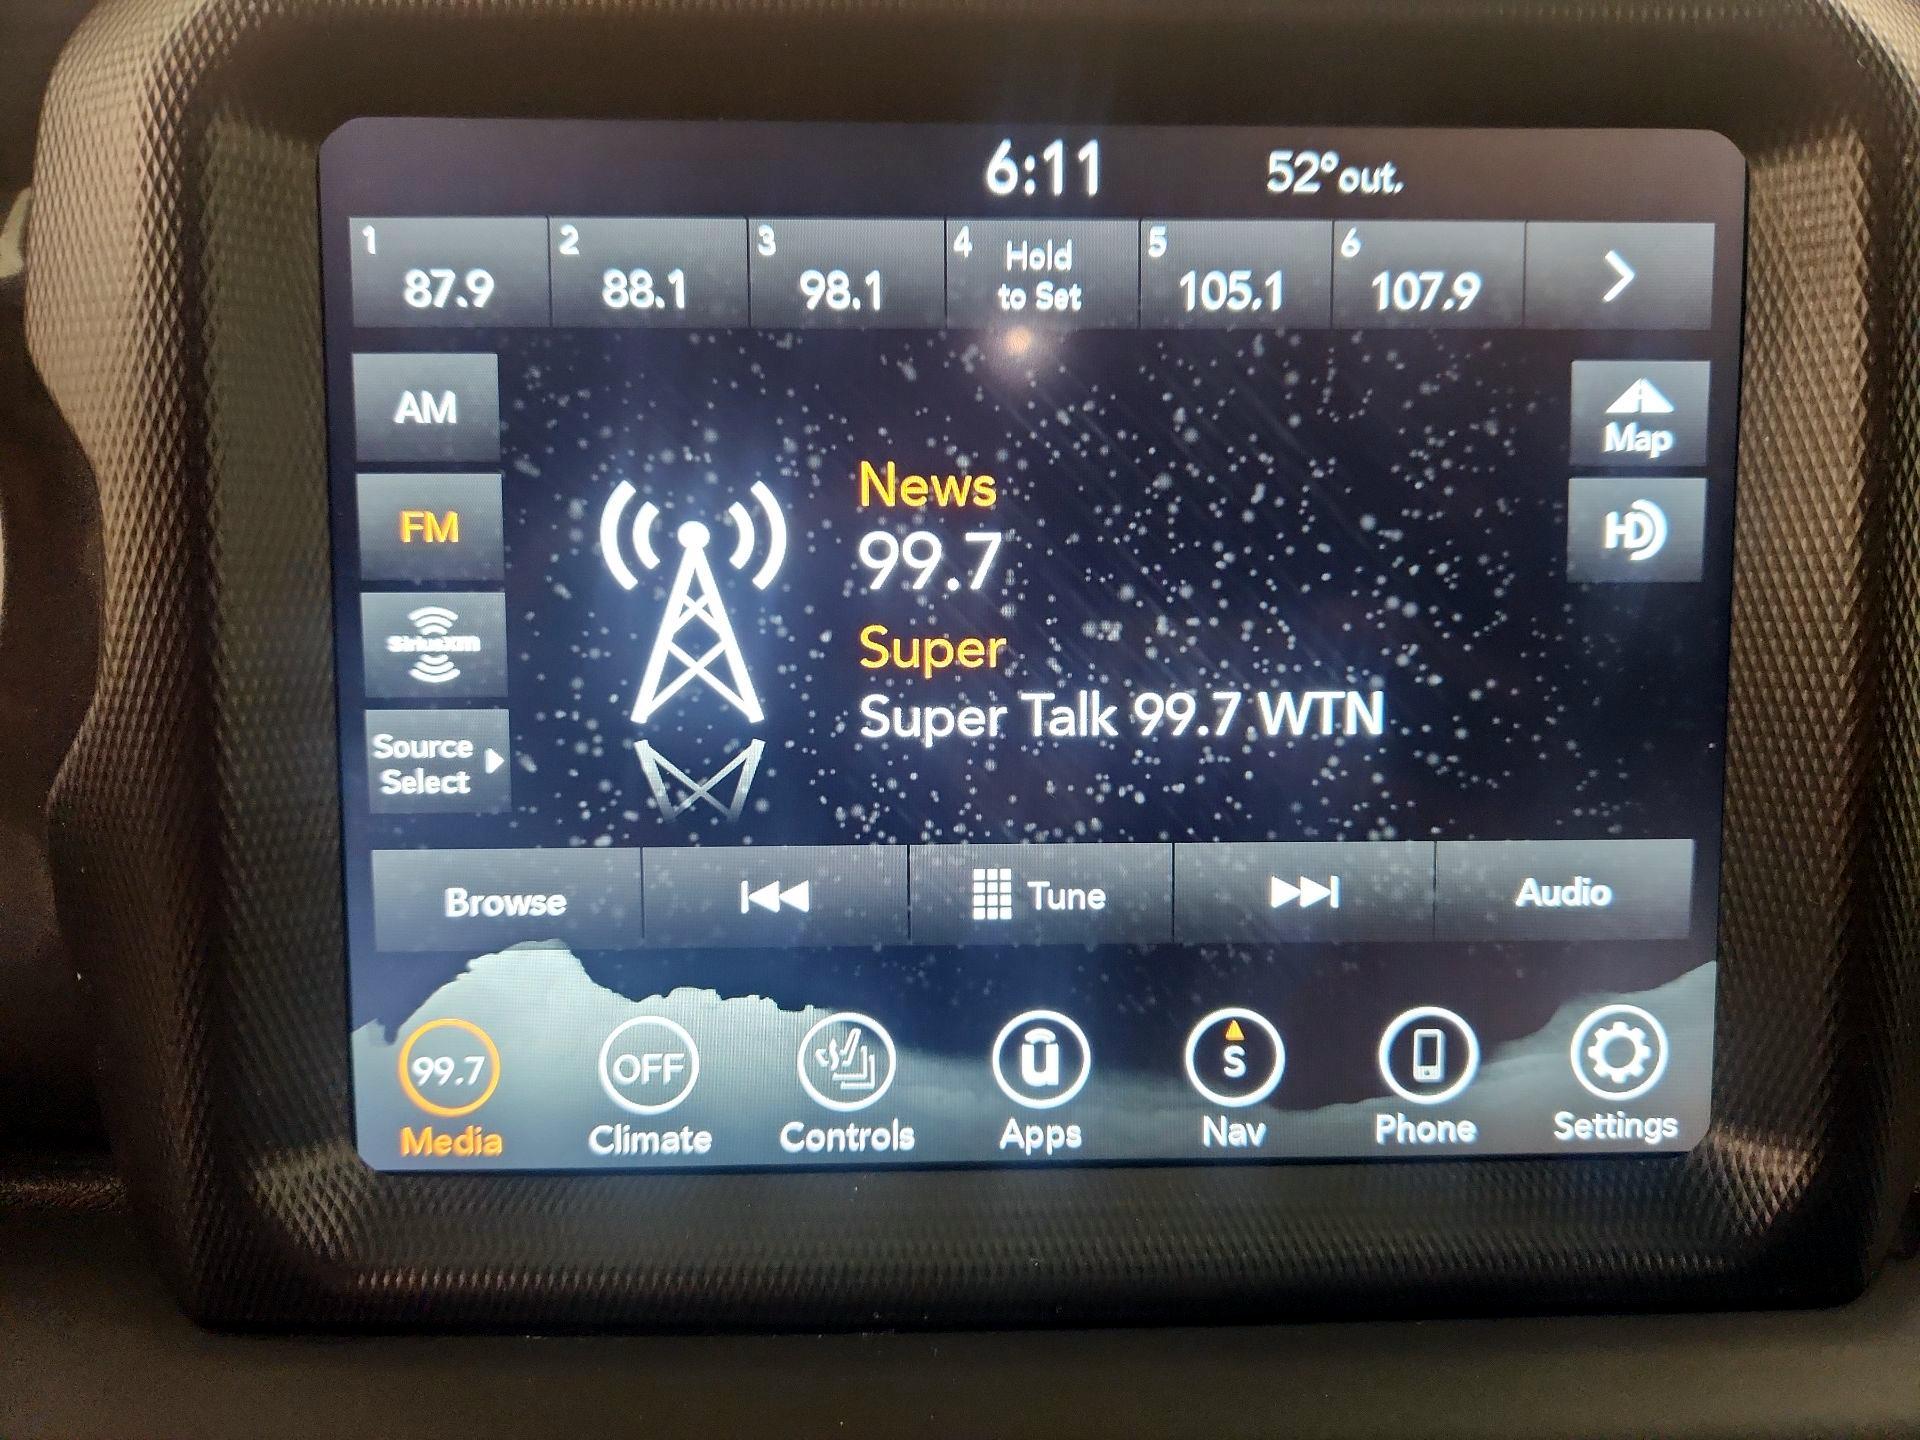 6:11 52°out.
1 2 3 4 Hold 5 6
87.9 88.1 98.1 to Set 105.1 107.9
AM
Map
News
FM
HD
99.7
SiriusXM
Super
Super Talk 99.7 WTN
Source
Select
Browse Tune Audio
99.7 OFF u S
Media Climate Controls Apps Nav Phone Settings